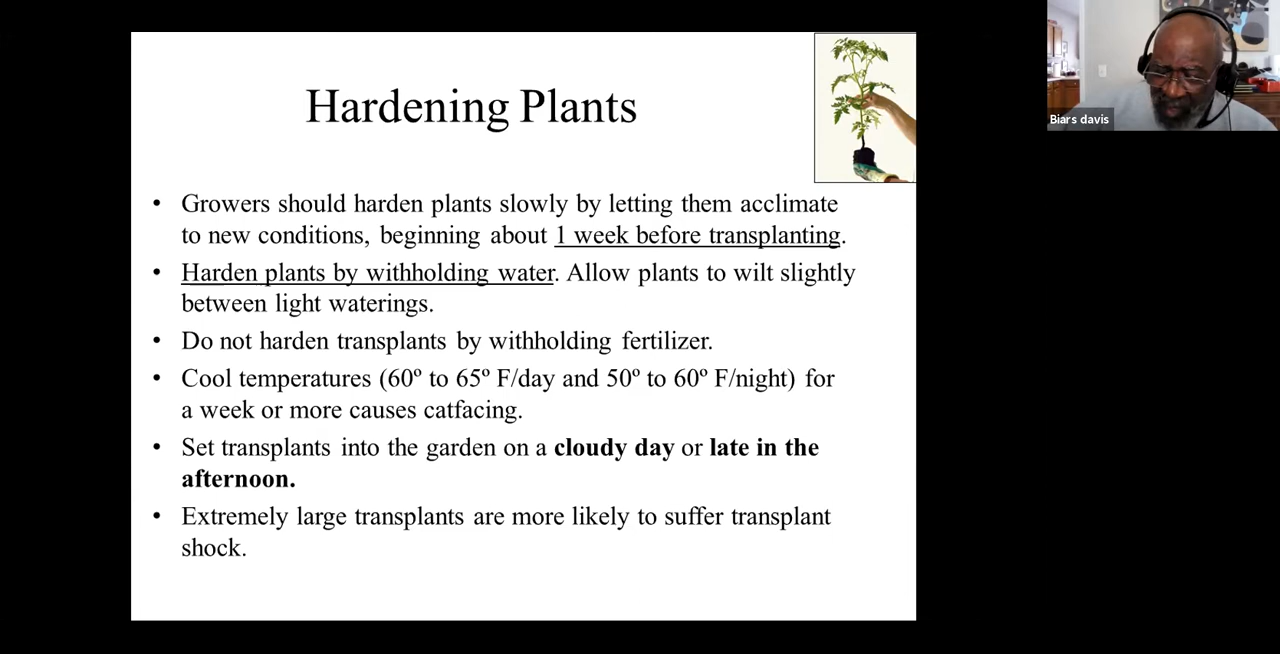 Hardening Plants
• Growers should harden plants slowly by letting them acclimate
to new conditions, beginning about 1 week before transplanting.
• Harden plants by withholding water. Allow plants to wilt slightly
between light waterings.
• Do not harden transplants by withholding fertilizer.
• Cool temperatures (60º to 65º F/day and 50º to 60º F/night) for
a week or more causes catfacing.
• Set transplants into the garden on a cloudy day or late in the
afternoon.
• Extremely large transplants are more likely to suffer transplant
shock.
Biars davis